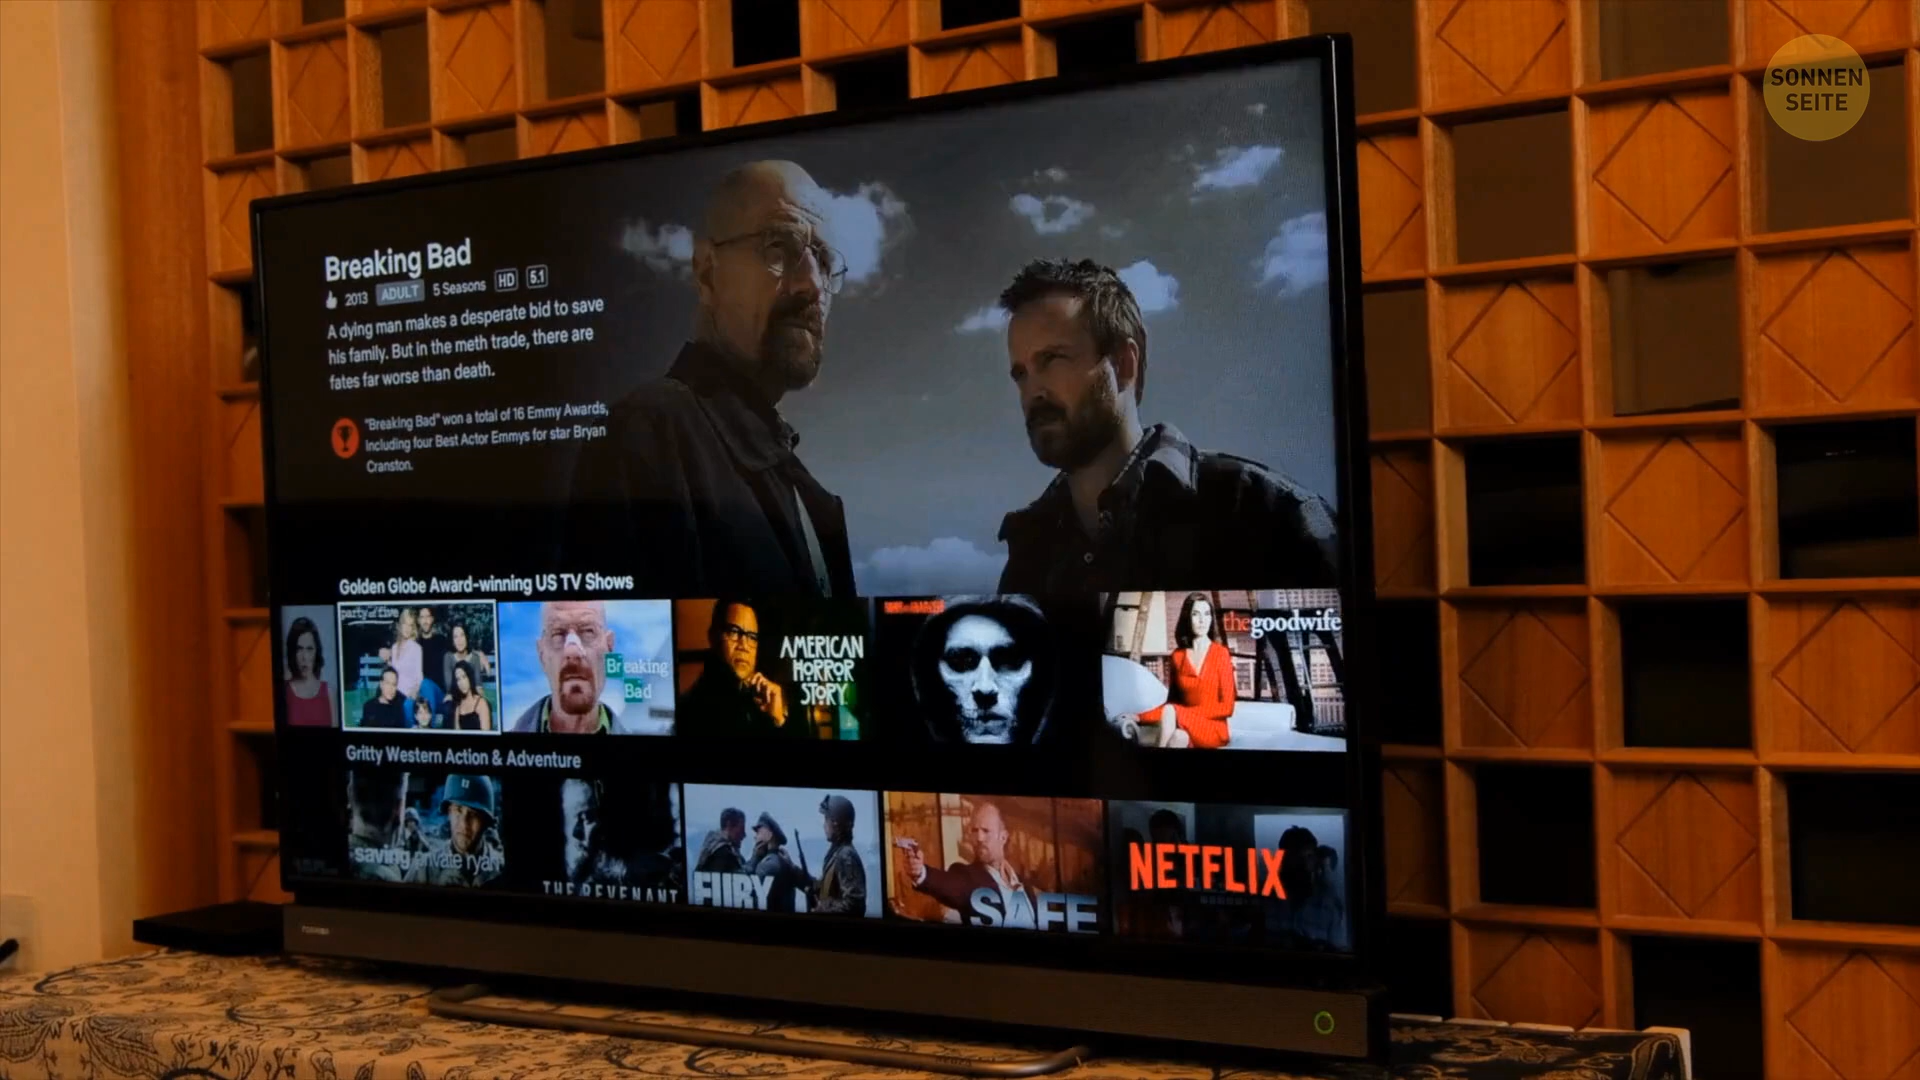 SONNEN
SEITE
Breaking Bad
2013 ADULT 5 Seasons HD 5.1
A dying man makes a desperate bid to save
his family. But in the meth trade, there are
fates far worse than death.
"Breaking Bad" won a total of 16 Emmy Awards,
including four Best Actor Emmys for star Bryan
Cranston.
Golden Globe Award-winning US TV Shows
party of five
Breaking
Bad
AMERICAN
HORROR
STORY
thegoodwife
Gritty Western Action & Adventure
saving private ryan
THE REVENANT
FURY
SAFE
NETFLIX
TOSHIBA